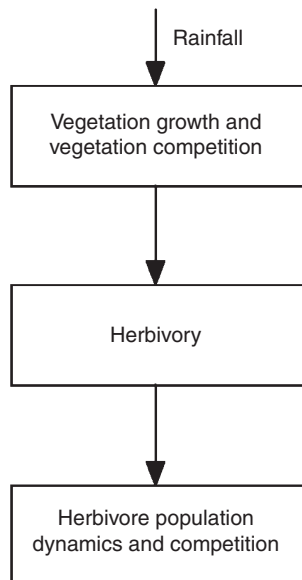 Rainfall
Vegetation growth and
vegetation competition
Herbivory
Herbivore population
dynamics and competition